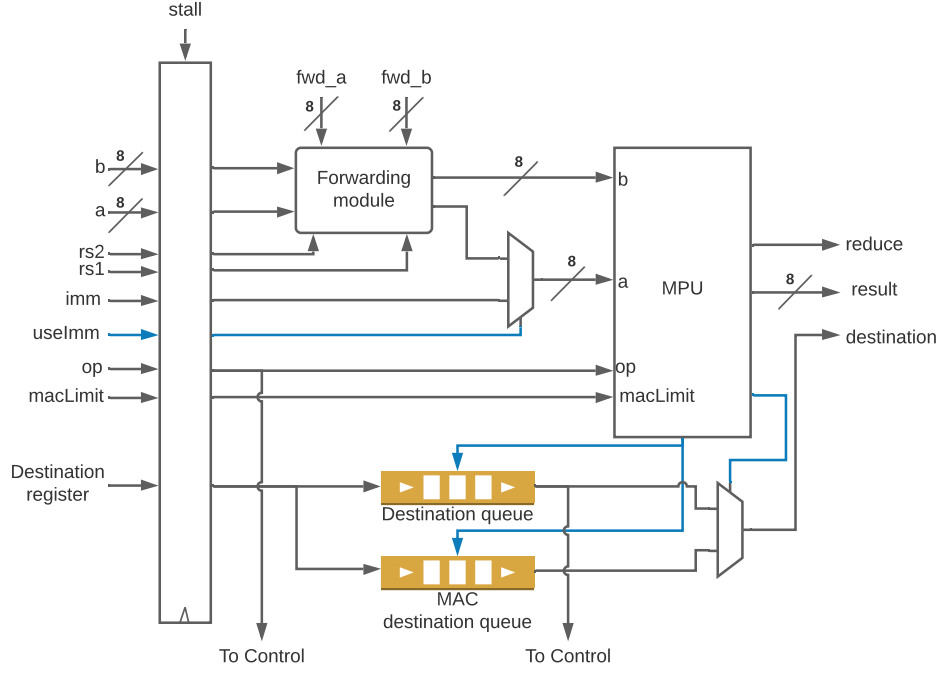 stall
fwd_a
fwd_b
8
8
b
8
8
8
Forwarding
module
b
a
8
rs2
rs1
reduce
8
a
MPU
8
result
imm
useImm
destination
op
op
macLimit
macLimit
Destination
register
Destination queue
MAC
destination queue
To Control
To Control